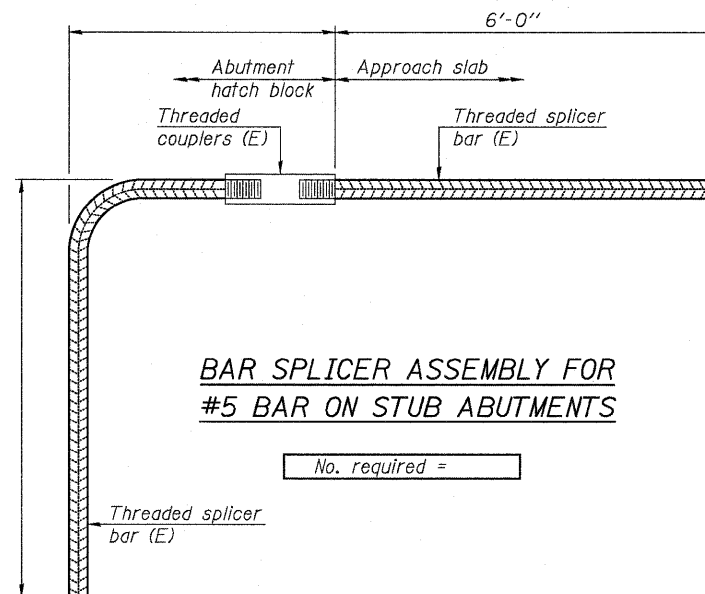 6'-0"
Abutment
hatch block
Approach slab
Threaded
couplers (E)
Threaded splicer
bar (E)
BAR SPLICER ASSEMBLY FOR
#5 BAR ON STUB ABUTMENTS
No. required =
Threaded splicer
bar (E)